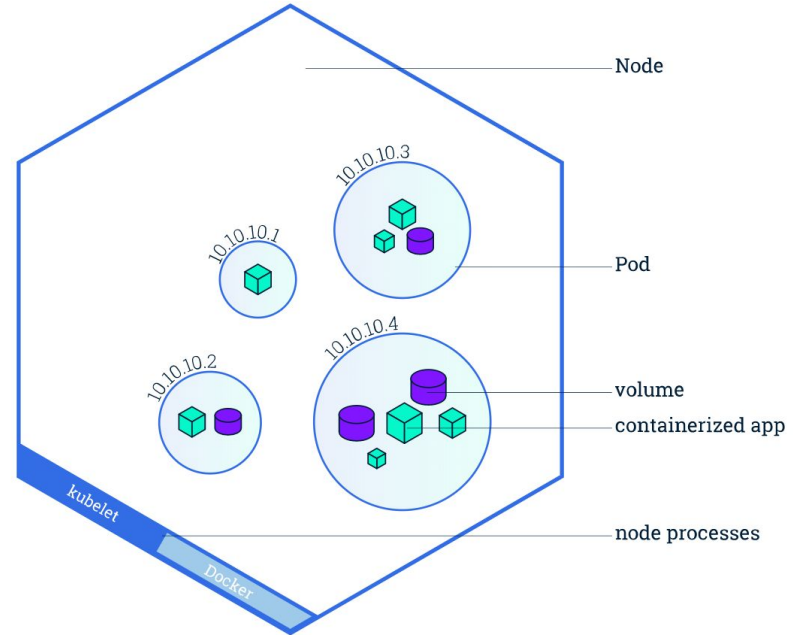 Node
10.10.10.3
10.10.10.1
Pod
10.10.10.4
10.10.10.2
volume
containerized app
kubelet
node processes
Docker